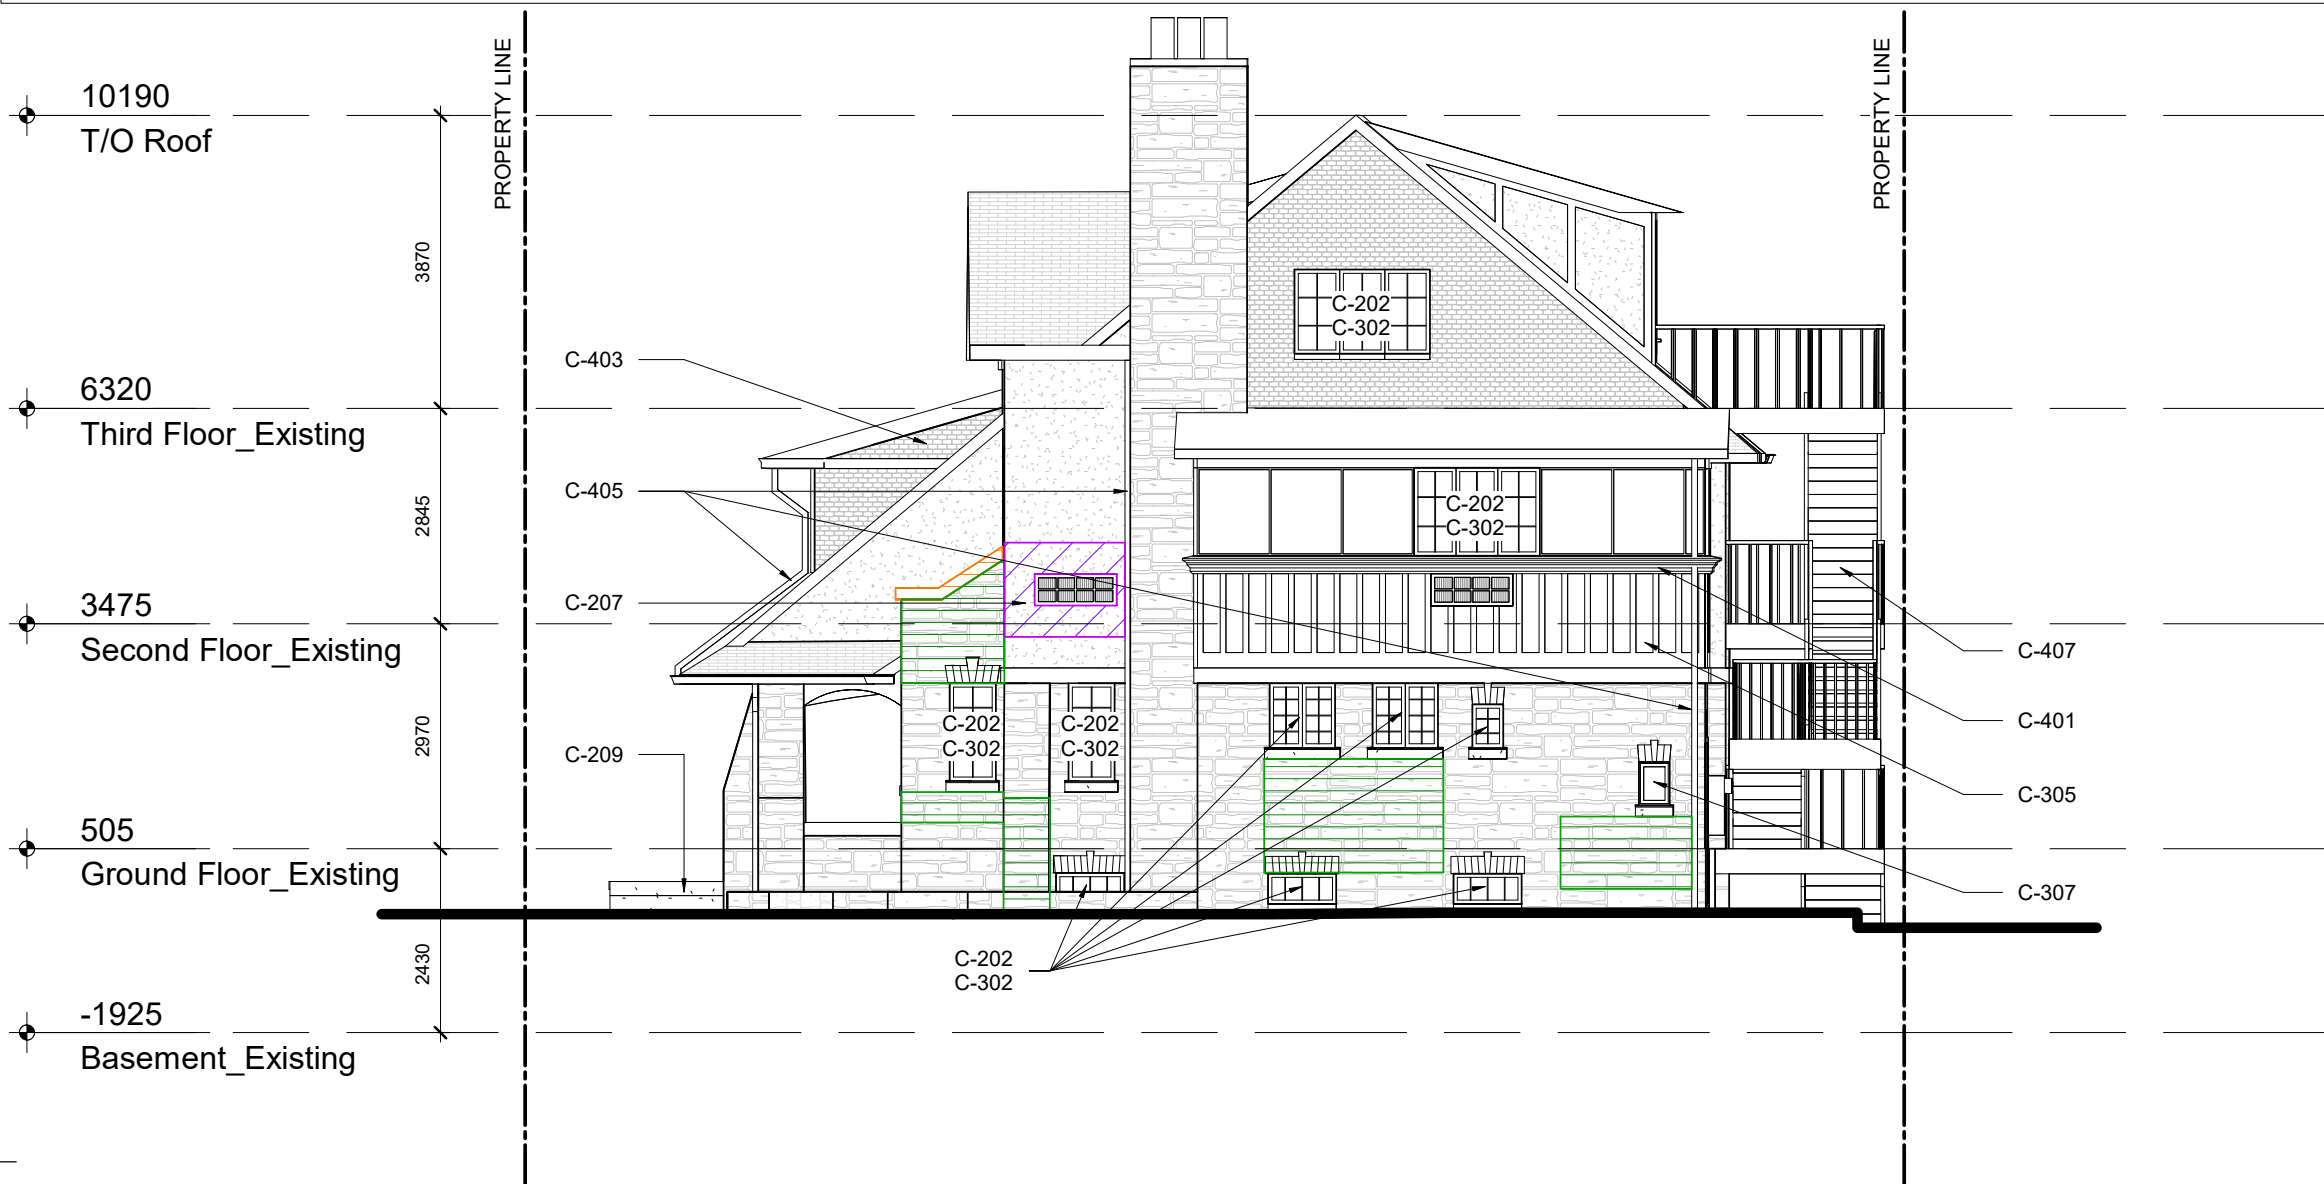 PROPERTY LINE
PROPERTY LINE
10190
T/O Roof
3870
C-202
C-302
C-403
6320
Third Floor_Existing
C-405
2845
C-202
C-302
3475
Second Floor_Existing
C-207
C-407
2970
C-202
C-302
C-202
C-302
C-401
C-209
C-305
505
Ground Floor_Existing
C-307
2430
C-202
C-302
-1925
Basement_Existing